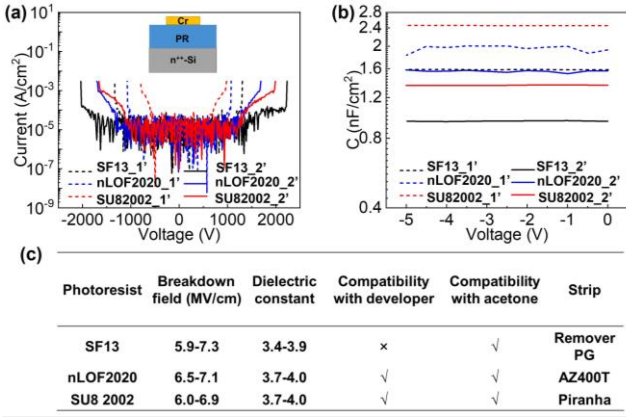 (a)
Cr
PR
n⁺⁺-Si
Current (A/cm²)
10⁻¹
10⁻³
10⁻⁵
10⁻⁷
10⁻⁹
SF13_1' SF13_2'
nLOF2020_1' nLOF2020_2'
SU82002_1' SU82002_2'
-2000 -1000 0 1000 2000
Voltage (V)
(b)
C (nF/cm²)
2.8
2.4
2
1.6
1.2
0.8
0.4
SF13_1' SF13_2'
nLOF2020_1' nLOF2020_2'
SU82002_1' SU82002_2'
-5 -4 -3 -2 -1 0
Voltage (V)
(c)
Photoresist Breakdown field (MV/cm) Dielectric constant Compatibility with developer Compatibility with acetone Strip
SF13 5.9-7.3 3.4-3.9 × √ Remover PG
nLOF2020 6.5-7.1 3.7-4.0 √ √ AZ400T
SU8 2002 6.0-6.9 3.7-4.0 √ √ Piranha